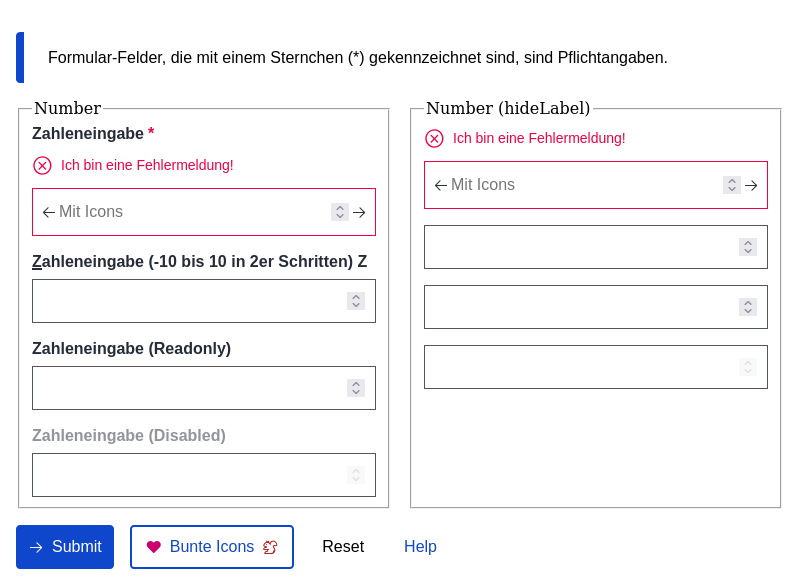 Formular-Felder, die mit einem Sternchen (*) gekennzeichnet sind, sind Pflichtangaben.
Number
Zahleneingabe *
Ich bin eine Fehlermeldung!
Mit Icons
Zahleneingabe (-10 bis 10 in 2er Schritten) Z
Zahleneingabe (Readonly)
Zahleneingabe (Disabled)
Number (hideLabel)
Ich bin eine Fehlermeldung!
Mit Icons
Submit Bunte Icons Reset Help